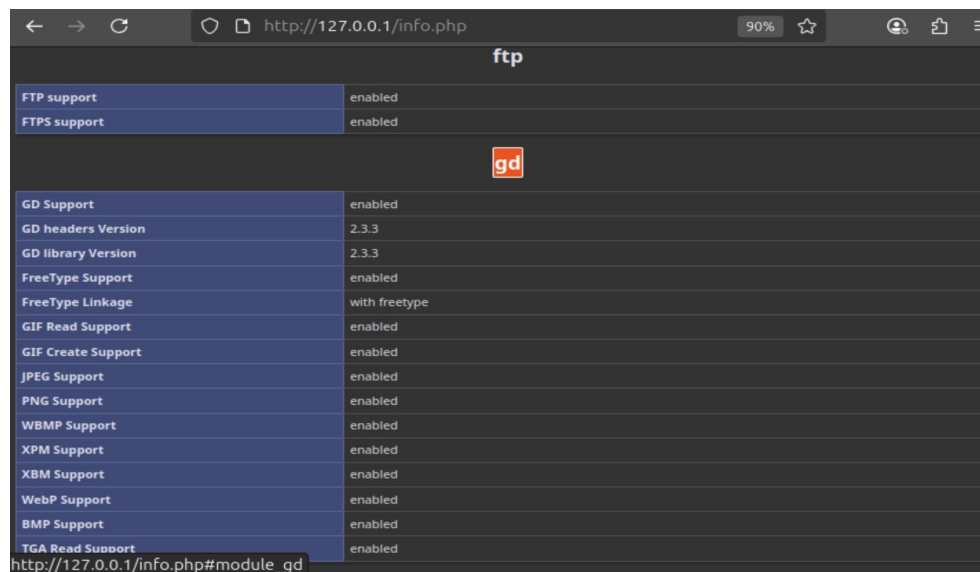 http://127.0.0.1/info.php 90%
ftp
FTP support enabled
FTPS support enabled
gd
GD Support enabled
GD headers Version 2.3.3
GD library Version 2.3.3
FreeType Support enabled
FreeType Linkage with freetype
GIF Read Support enabled
GIF Create Support enabled
JPEG Support enabled
PNG Support enabled
WBMP Support enabled
XPM Support enabled
XBM Support enabled
WebP Support enabled
BMP Support enabled
TGA Read Support enabled
http://127.0.0.1/info.php#module_gd